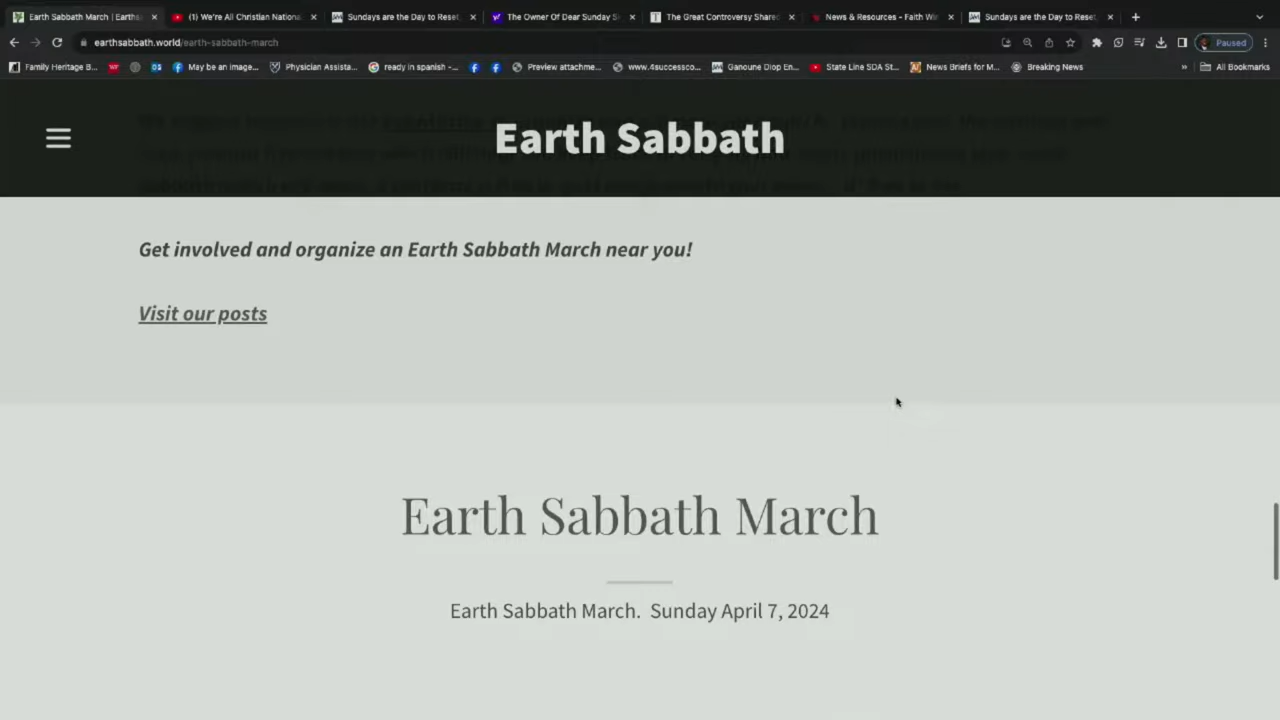 Earth Sabbath March | Earths
(1) We're All Christian Nationa
Sundays are the Day to Reset,
The Owner Of Dear Sunday S
The Great Controversy Shared
News & Resources - Faith Wi
Sundays are the Day to Reset,
earthsabbath.world/earth-sabbath-march
Paused
Family Heritage B...
May be an image...
Physician Assista...
ready in spanish -...
Preview attachme...
www.4successco...
Ganoune Diop En...
State Line SDA St...
News Briefs for M...
Breaking News
»
All Bookmarks
Earth Sabbath
Get involved and organize an Earth Sabbath March near you!
Visit our posts
Earth Sabbath March
Earth Sabbath March. Sunday April 7, 2024